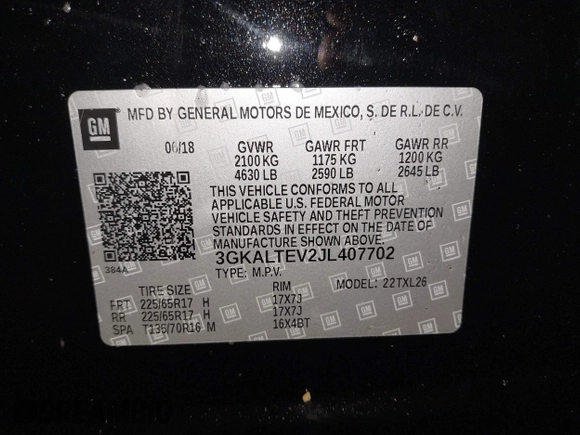 GM
MFD BY GENERAL MOTORS DE MEXICO, S. DE R.L. DE C.V.
06/18 GVWR GAWR FRT GAWR RR
2100 KG 1175 KG 1200 KG
4630 LB 2590 LB 2645 LB
THIS VEHICLE CONFORMS TO ALL
APPLICABLE U.S. FEDERAL MOTOR
VEHICLE SAFETY AND THEFT PREVENTION
STANDARDS IN EFFECT ON THE DATE OF
MANUFACTURE SHOWN ABOVE.
384A
3GKALTEV2JL407702
TYPE: M.P.V. MODEL: 22TXL26
TIRE SIZE RIM
FRT 225/65R17 H 17X7J
RR 225/65R17 H 17X7J
SPA T135/70R16 M 16X4BT